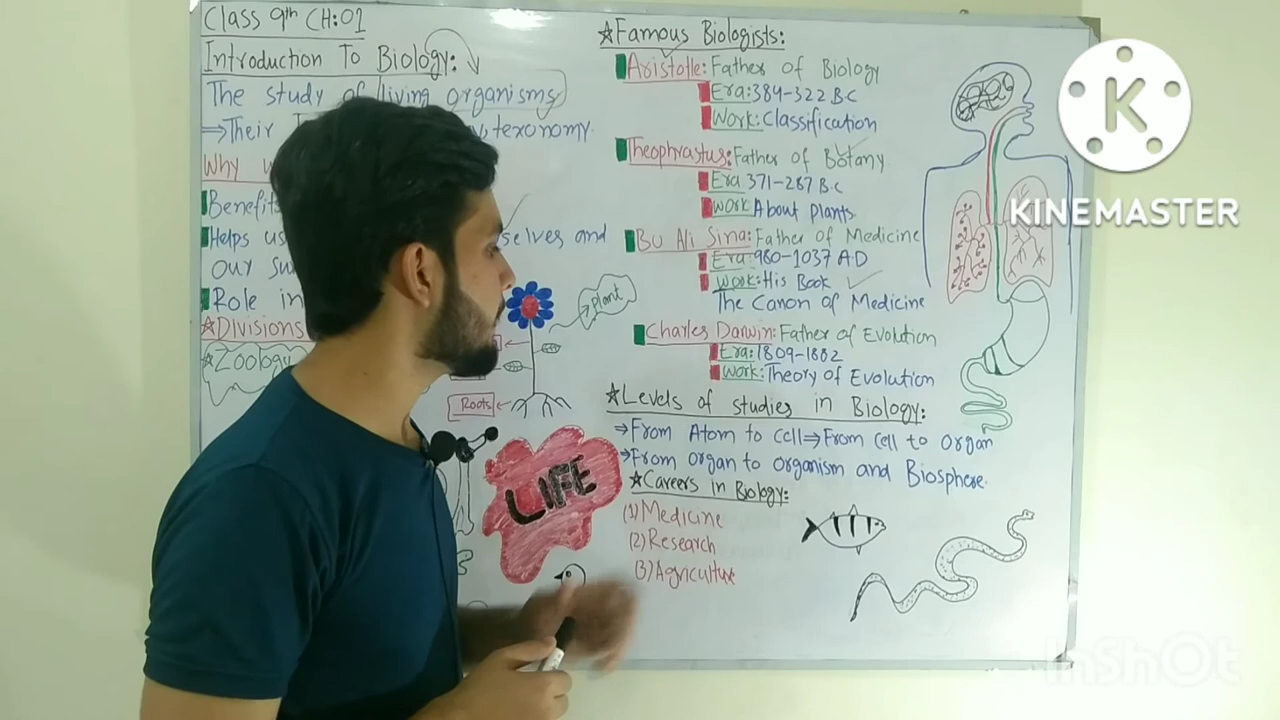 Class 9th CH:01
Introduction To Biology:
The study of living organisms
⇒Their texonomy.
Why
Benefits
Helps us selves and
our
Role in
*Divisions
*Zoology
plant
Roots
LIFE
☆Famous Biologists:
Aristotle: Father of Biology
Era: 384-322 BC
Work: Classification
Theophrastus: Father of Botany
Era 371-287 B.C
Work About plants
Bu Ali Sina: Father of Medicine
Era: 980-1037 AD
Work: His Book
The Canon of Medicine
Charles Darwin: Father of Evolution
Era: 1809-1882
Work: Theory of Evolution
☆Levels of studies in Biology:
→From Atom to Cell⇒From Cell to Organ
→From organ to organism and Biosphere.
☆Careers in Biology:
(1) Medicine
(2) Research
(3) Agriculture
K
KINEMASTER
InShOt